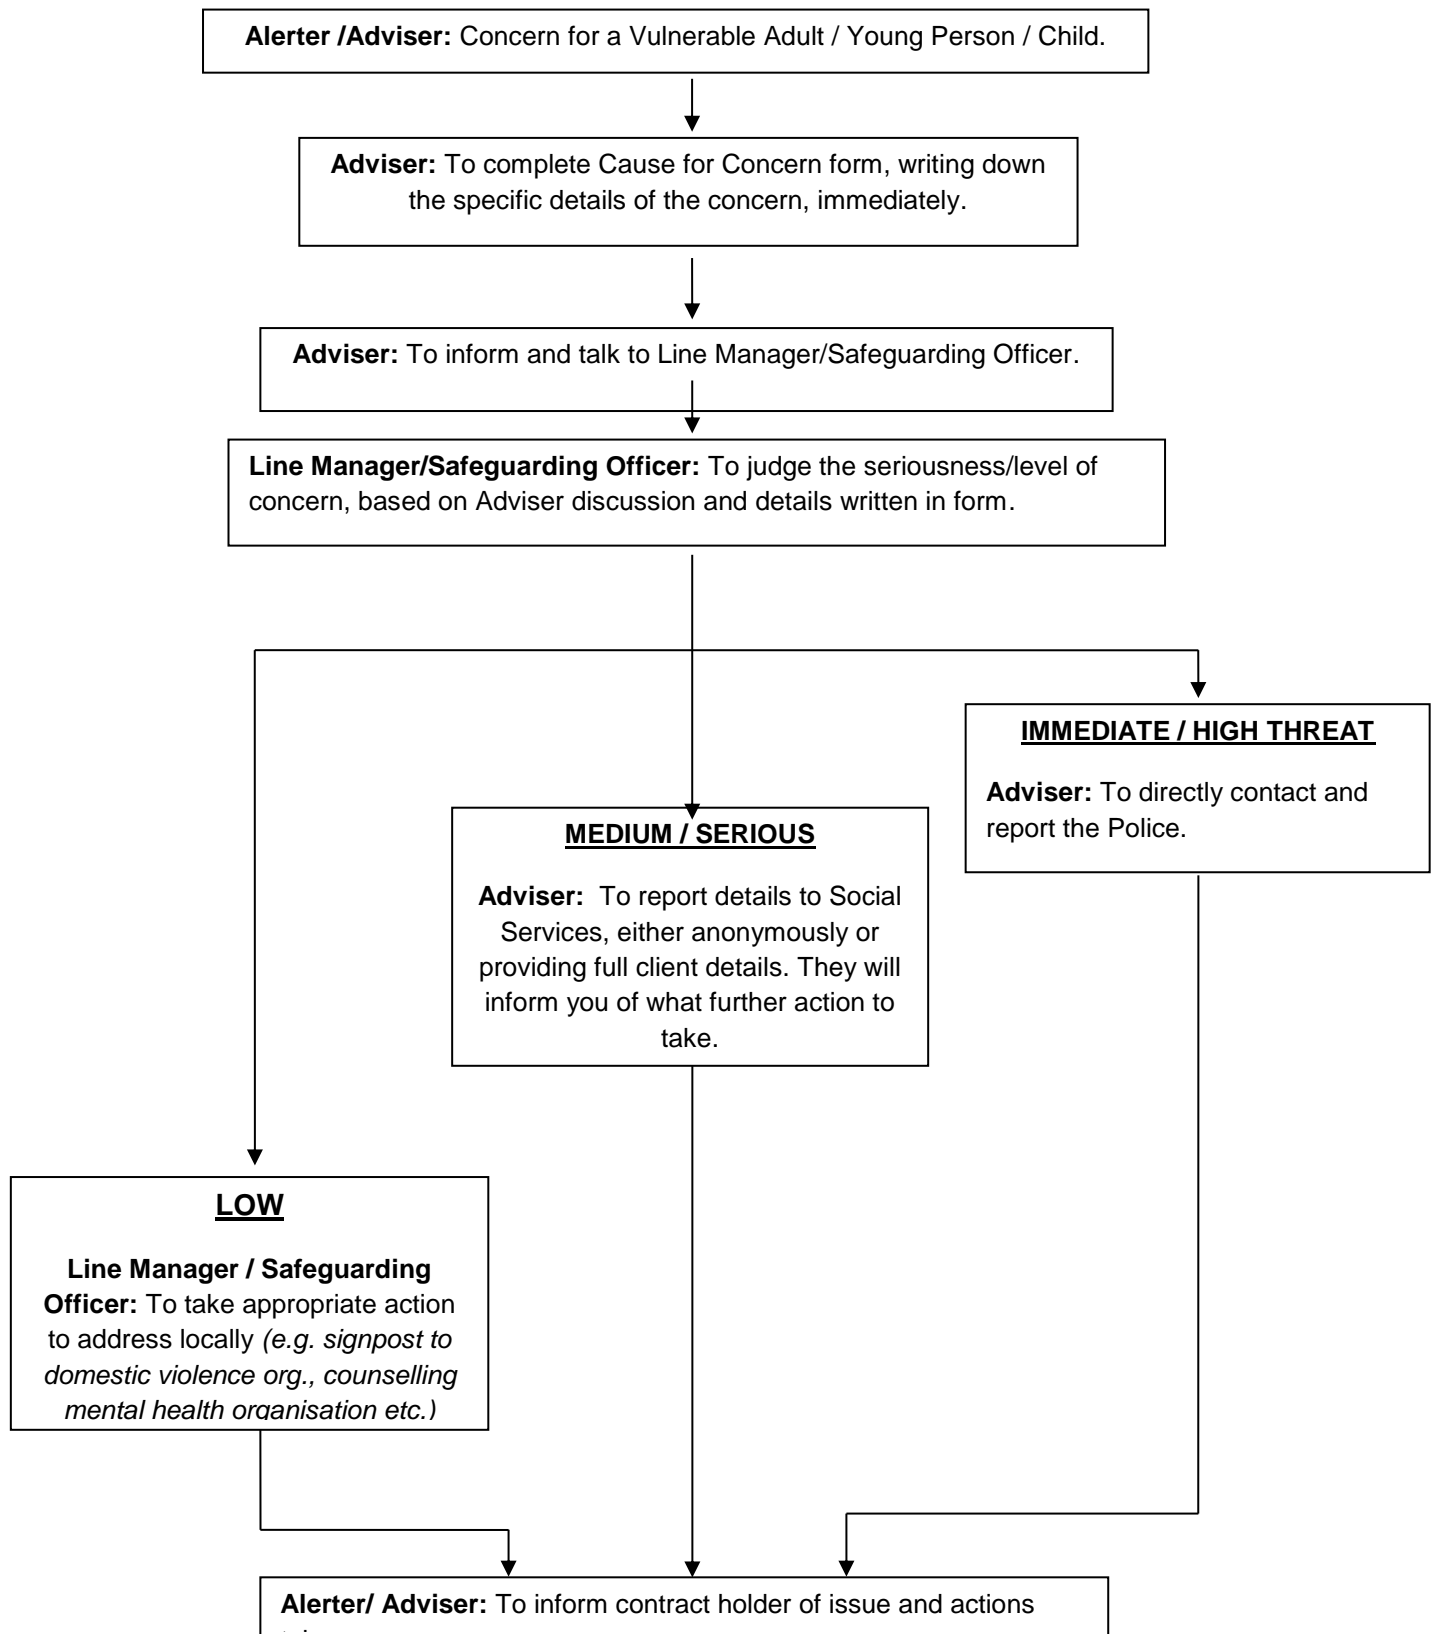 Alerter /Adviser: Concern for a Vulnerable Adult / Young Person / Child.
Adviser: To complete Cause for Concern form, writing down
the specific details of the concern, immediately.
Adviser: To inform and talk to Line Manager/Safeguarding Officer.
Line Manager/Safeguarding Officer: To judge the seriousness/level of
concern, based on Adviser discussion and details written in form.
IMMEDIATE / HIGH THREAT
Adviser: To directly contact and
report the Police.
MEDIUM / SERIOUS
Adviser: To report details to Social
Services, either anonymously or
providing full client details. They will
inform you of what further action to
take.
LOW
Line Manager / Safeguarding
Officer: To take appropriate action
to address locally (e.g. signpost to
domestic violence org., counselling
mental health organisation etc.)
Alerter/ Adviser: To inform contract holder of issue and actions